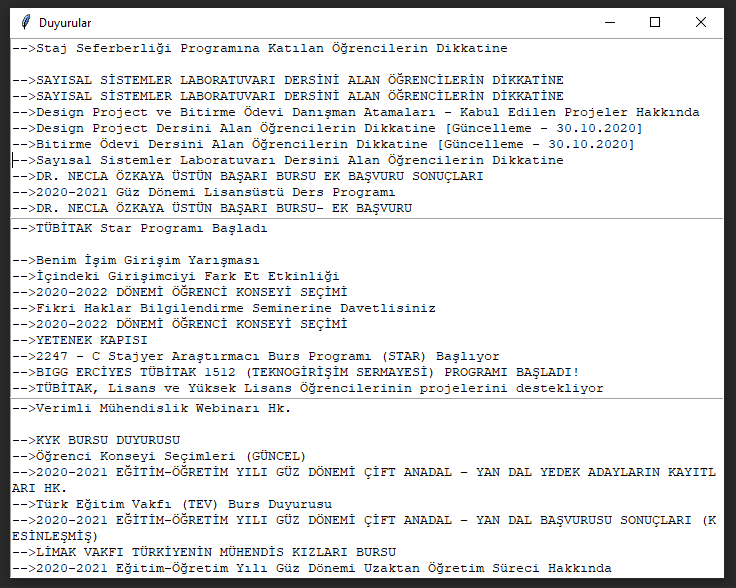 Duyurular
-->Staj Seferberliği Programına Katılan Öğrencilerin Dikkatine
-->SAYISAL SİSTEMLER LABORATUVARI DERSİNİ ALAN ÖĞRENCİLERİN DİKKATİNE
-->SAYISAL SİSTEMLER LABORATUVARI DERSİNİ ALAN ÖĞRENCİLERİN DİKKATİNE
-->Design Project ve Bitirme Ödevi Danışman Atamaları - Kabul Edilen Projeler Hakkında
-->Design Project Dersini Alan Öğrencilerin Dikkatine [Güncelleme - 30.10.2020]
-->Bitirme Ödevi Dersini Alan Öğrencilerin Dikkatine [Güncelleme - 30.10.2020]
-->Sayısal Sistemler Laboratuvarı Dersini Alan Öğrencilerin Dikkatine
-->DR. NECLA ÖZKAYA ÜSTÜN BAŞARI BURSU EK BAŞVURU SONUÇLARI
-->2020-2021 Güz Dönemi Lisansüstü Ders Programı
-->DR. NECLA ÖZKAYA ÜSTÜN BAŞARI BURSU- EK BAŞVURU
-->TÜBİTAK Star Programı Başladı
-->Benim İşim Girişim Yarışması
-->İçindeki Girişimciyi Fark Et Etkinliği
-->2020-2022 DÖNEMİ ÖĞRENCİ KONSEYİ SEÇİMİ
-->Fikri Haklar Bilgilendirme Seminerine Davetlisiniz
-->2020-2022 DÖNEMİ ÖĞRENCİ KONSEYİ SEÇİMİ
-->YETENEK KAPISI
-->2247 - C Stajyer Araştırmacı Burs Programı (STAR) Başlıyor
-->BIGG ERCİYES TÜBİTAK 1512 (TEKNOGİRİŞİM SERMAYESİ) PROGRAMI BAŞLADI!
-->TÜBİTAK, Lisans ve Yüksek Lisans Öğrencilerinin projelerini destekliyor
-->Verimli Mühendislik Webinarı Hk.
-->KYK BURSU DUYURUSU
-->Öğrenci Konseyi Seçimleri (GÜNCEL)
-->2020-2021 EĞİTİM-ÖĞRETİM YILI GÜZ DÖNEMİ ÇİFT ANADAL - YAN DAL YEDEK ADAYLARIN KAYITL
ARI HK.
-->Türk Eğitim Vakfı (TEV) Burs Duyurusu
-->2020-2021 EĞİTİM-ÖĞRETİM YILI GÜZ DÖNEMİ ÇİFT ANADAL - YAN DAL BAŞVURUSU SONUÇLARI (K
ESİNLEŞMİŞ)
-->LİMAK VAKFI TÜRKİYENİN MÜHENDİS KIZLARI BURSU
-->2020-2021 Eğitim-Öğretim Yılı Güz Dönemi Uzaktan Öğretim Süreci Hakkında